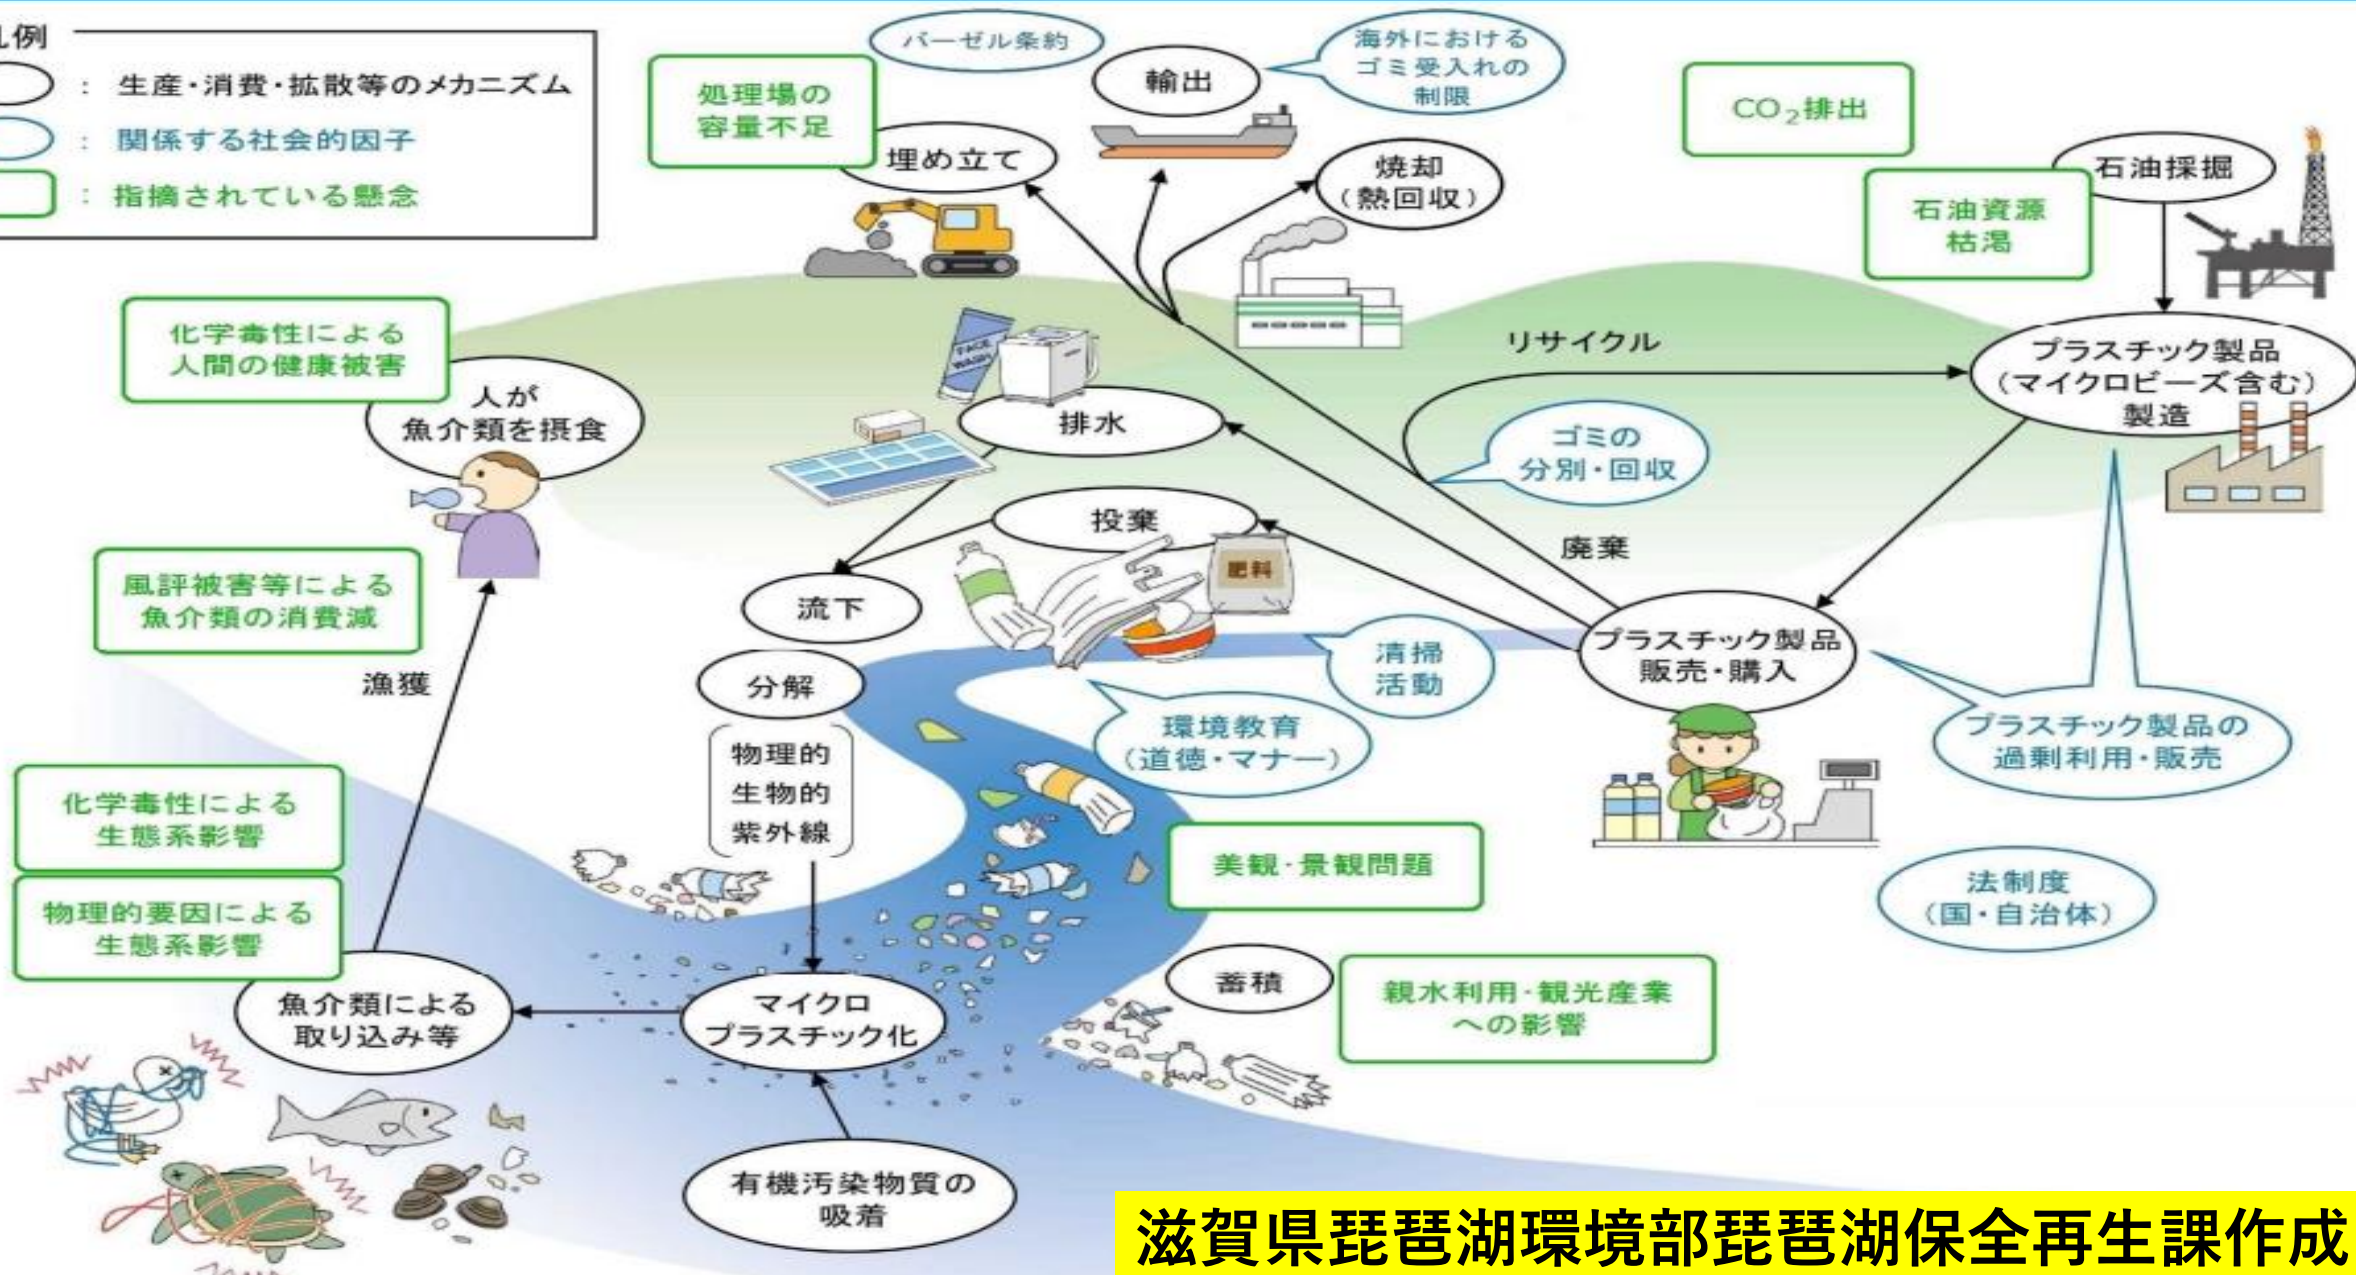 凡例
： 生産・消費・拡散等のメカニズム
： 関係する社会的因子
： 指摘されている懸念
バーゼル条約
輸出
海外における
ゴミ受入れの
制限
処理場の
容量不足
埋め立て
焼却
（熱回収）
CO₂排出
石油採掘
石油資源
枯渇
化学毒性による
人間の健康被害
人が
魚介類を摂食
FACE
WASH
排水
リサイクル
プラスチック製品
（マイクロビーズ含む）
製造
ゴミの
分別・回収
投棄
肥料
廃棄
風評被害等による
魚介類の消費減
漁獲
流下
分解
物理的
生物的
紫外線
清掃
活動
環境教育
（道徳・マナー）
プラスチック製品
販売・購入
プラスチック製品の
過剰利用・販売
化学毒性による
生態系影響
物理的要因による
生態系影響
美観・景観問題
法制度
（国・自治体）
魚介類による
取り込み等
マイクロ
プラスチック化
蓄積
親水利用・観光産業
への影響
有機汚染物質の
吸着
滋賀県琵琶湖環境部琵琶湖保全再生課作成